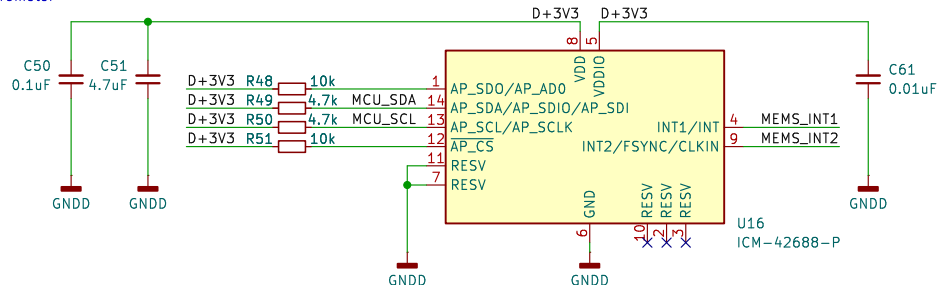 D+3V3 D+3V3
8 5
C50 0.1uF
C51 4.7uF
C61 0.01uF
VDD VDDIO
D+3V3 R48 10k 1 AP_SDO/AP_AD0
D+3V3 R49 4.7k MCU_SDA 14 AP_SDA/AP_SDIO/AP_SDI
D+3V3 R50 4.7k MCU_SCL 13 AP_SCL/AP_SCLK
D+3V3 R51 10k 12 AP_CS
11 RESV
7 RESV
INT1/INT 4 MEMS_INT1
INT2/FSYNC/CLKIN 9 MEMS_INT2
GND RESV RESV RESV
6 10 2 3
U16
ICM-42688-P
GNDD GNDD GNDD
GNDD GNDD